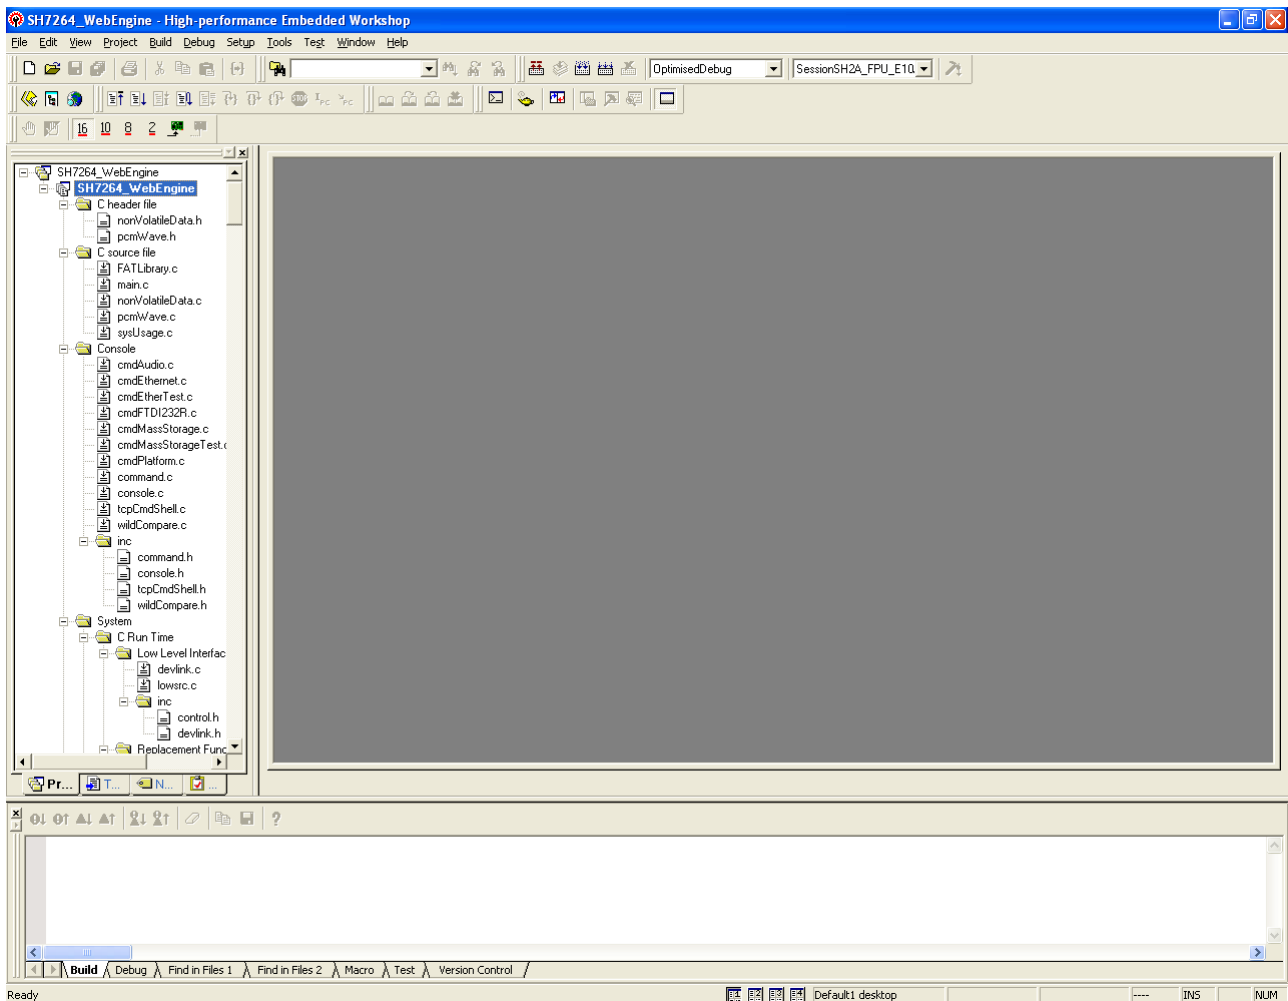 SH7264_WebEngine - High-performance Embedded Workshop
File Edit View Project Build Debug Setup Tools Test Window Help
OptimisedDebug SessionSH2A_FPU_E10
16 10 8 2
SH7264_WebEngine
SH7264_WebEngine
C header file
nonVolatileData.h
pcmWave.h
C source file
FATLibrary.c
main.c
nonVolatileData.c
pcmWave.c
sysUsage.c
Console
cmdAudio.c
cmdEthernet.c
cmdEtherTest.c
cmdFTDI232R.c
cmdMassStorage.c
cmdMassStorageTest.c
cmdPlatform.c
command.c
console.c
tcpCmdShell.c
wildCompare.c
inc
command.h
console.h
tcpCmdShell.h
wildCompare.h
System
C Run Time
Low Level Interfac
devlink.c
lowsrc.c
inc
control.h
devlink.h
Replacement Func
Pr... T... N... ...
Build Debug Find in Files 1 Find in Files 2 Macro Test Version Control
Ready Default1 desktop ---- INS NUM